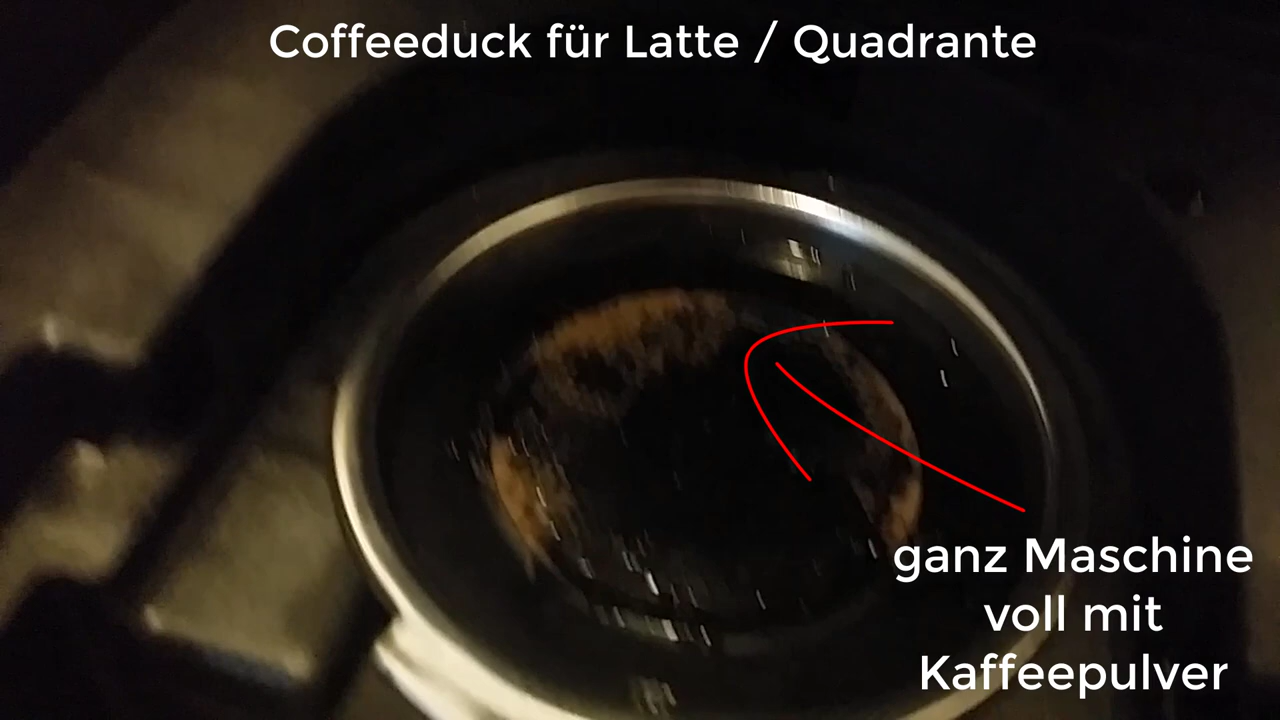 Coffeeduck für Latte / Quadrante
ganz Maschine
voll mit
Kaffeepulver